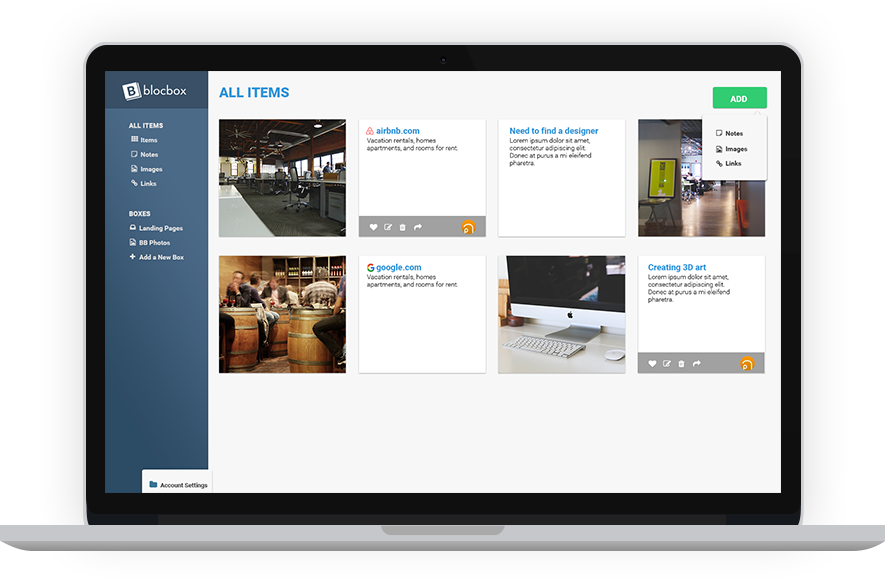 B blocbox
ALL ITEMS
Items
Notes
Images
Links
BOXES
Landing Pages
BB Photos
Add a New Box
Account Settings
ALL ITEMS
ADD
Notes
Images
Links
airbnb.com
Vacation rentals, homes
apartments, and rooms for rent.
Need to find a designer
Lorem ipsum dolor sit amet,
consectetur adipiscing elit.
Donec at purus a mi eleifend
pharetra.
google.com
Vacation rentals, homes
apartments, and rooms for rent.
Creating 3D art
Lorem ipsum dolor sit amet,
consectetur adipiscing elit.
Donec at purus a mi eleifend
pharetra.